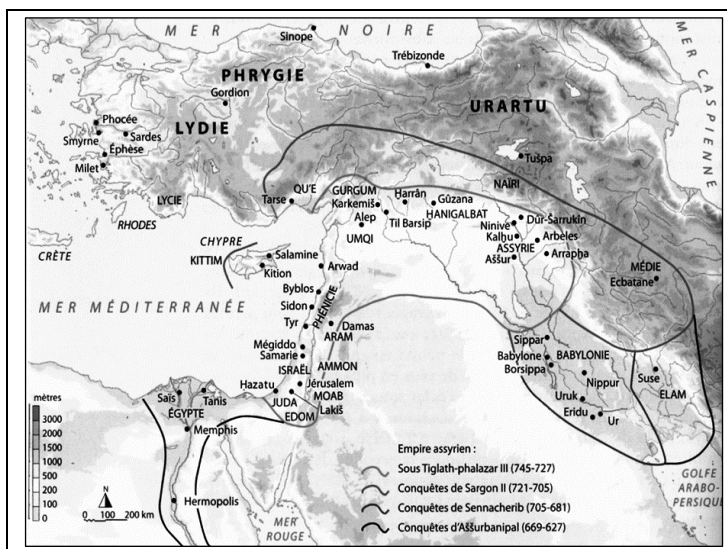 MER NOIRE
Sinope
Trébizonde
MER CASPIENNE
PHRYGIE
Gordion
URARTU
Phocée
LYDIE
Smyrne
Sardes
Éphèse
Milet
Tušpa
NAÏRI
LYCIE
RHODES
Tarse
QU'E
GURGUM
Karkemiš
Harrân
Gûzana
HANIGALBAT
Alep
Til Barsip
UMQI
Ninive
Dûr-Šarrukîn
Kalhu
Arbèles
ASSYRIE
Aššur
Arrapha
CRÈTE
CHYPRE
KITTIM
Salamine
Kition
Arwad
MÉDIE
Ecbatane
MER MÉDITERRANÉE
Byblos
PHÉNICIE
Sidon
Tyr
Damas
ARAM
Mégiddo
Samarie
ISRAËL
AMMON
Sippar
Babylone
BABYLONIE
Borsippa
Nippur
Suse
ELAM
Uruk
Eridu
Ur
Hazatu
Jérusalem
JUDA
MOAB
EDOM
Lakiš
Saïs
Tanis
ÉGYPTE
Memphis
Hermopolis
MER ROUGE
GOLFE ARABO-PERSIQUE
mètres
3000
2000
1500
1000
500
200
100
0
N
0 100 200 km
Empire assyrien :
Sous Tiglath-phalazar III (745-727)
Conquêtes de Sargon II (721-705)
Conquêtes de Sennacherib (705-681)
Conquêtes d'Aššurbanipal (669-627)